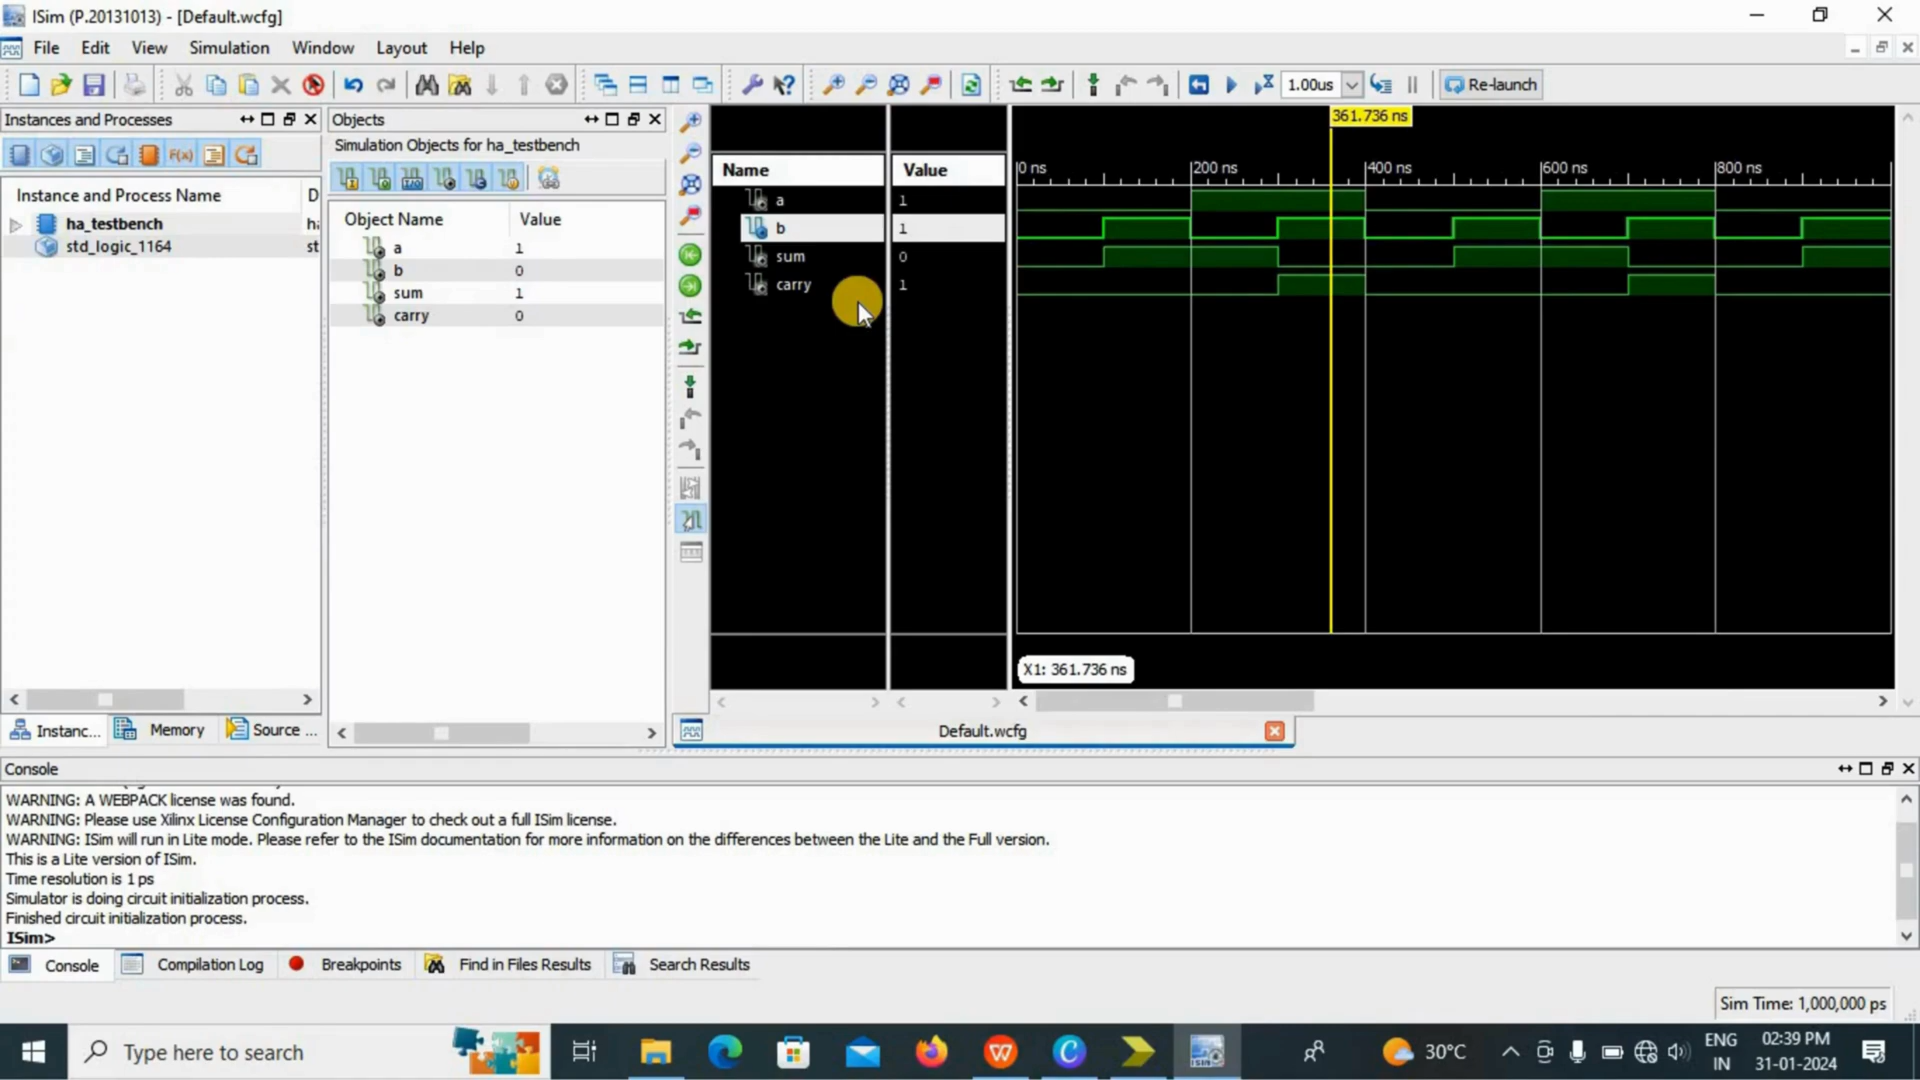 ISim (P.20131013) - [Default.wcfg]
File Edit View Simulation Window Layout Help
1.00us Re-launch
Instances and Processes
Instance and Process Name D
ha_testbench ha
std_logic_1164 st
Instanc... Memory Source ...
Objects
Simulation Objects for ha_testbench
Object Name Value
a 1
b 0
sum 1
carry 0
361.736 ns
Name Value
0 ns 200 ns 400 ns 600 ns 800 ns
a 1
b 1
sum 0
carry 1
X1: 361.736 ns
Default.wcfg
Console
WARNING: A WEBPACK license was found.
WARNING: Please use Xilinx License Configuration Manager to check out a full ISim license.
WARNING: ISim will run in Lite mode. Please refer to the ISim documentation for more information on the differences between the Lite and the Full version.
This is a Lite version of ISim.
Time resolution is 1 ps
Simulator is doing circuit initialization process.
Finished circuit initialization process.
ISim>
Console Compilation Log Breakpoints Find in Files Results Search Results
Sim Time: 1,000,000 ps
Type here to search
30°C
ENG
IN
02:39 PM
31-01-2024